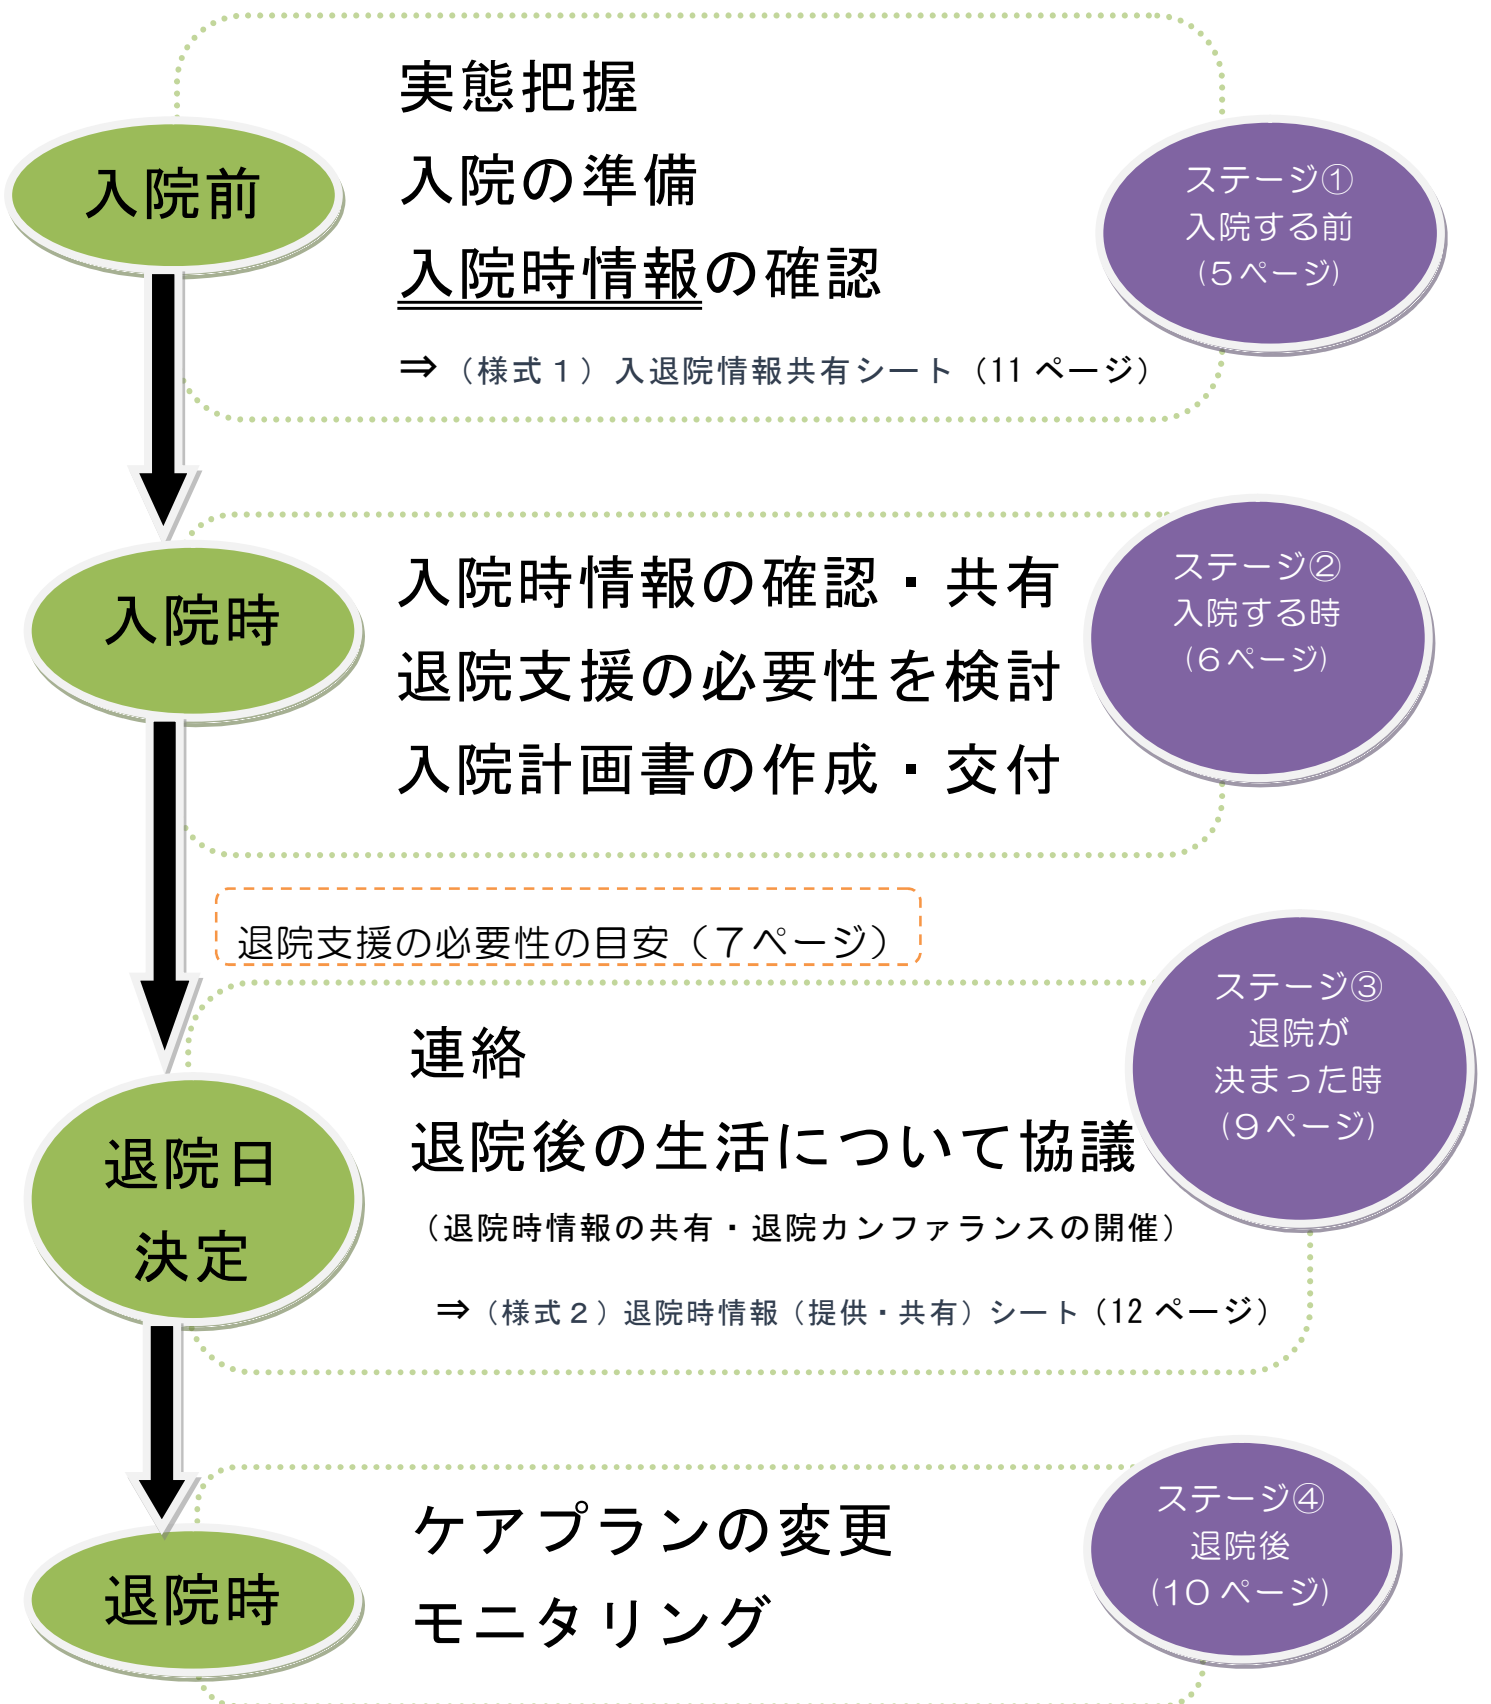 入院前
実態把握
入院の準備
入院時情報の確認
⇒（様式１）入退院情報共有シート（11 ページ）
ステージ①
入院する前
(５ページ)
入院時
入院時情報の確認・共有
退院支援の必要性を検討
入院計画書の作成・交付
ステージ②
入院する時
(６ページ)
退院支援の必要性の目安（７ページ）
退院日
決定
連絡
退院後の生活について協議
（退院時情報の共有・退院カンファランスの開催）
⇒（様式２）退院時情報（提供・共有）シート（12 ページ）
ステージ③
退院が
決まった時
(９ページ)
退院時
ケアプランの変更
モニタリング
ステージ④
退院後
(10 ページ)